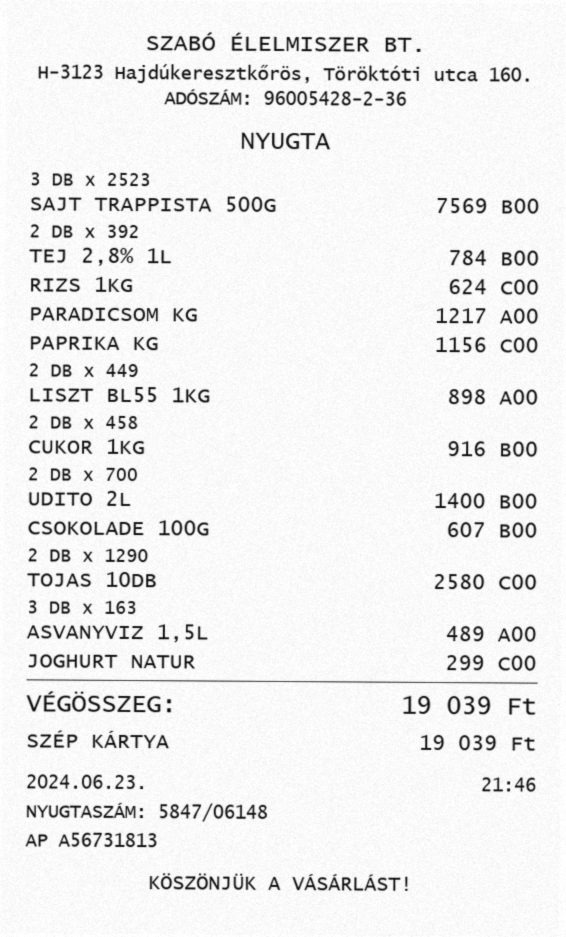 SZABÓ ÉLELMISZER BT.
H-3123 Hajdúkeresztkőrös, Töröktóti utca 160.
ADÓSZÁM: 96005428-2-36
NYUGTA
3 DB x 2523
SAJT TRAPPISTA 500G 7569 B00
2 DB x 392
TEJ 2,8% 1L 784 B00
RIZS 1KG 624 C00
PARADICSOM KG 1217 A00
PAPRIKA KG 1156 C00
2 DB x 449
LISZT BL55 1KG 898 A00
2 DB x 458
CUKOR 1KG 916 B00
2 DB x 700
UDITO 2L 1400 B00
CSOKOLADE 100G 607 B00
2 DB x 1290
TOJAS 10DB 2580 C00
3 DB x 163
ASVANYVIZ 1,5L 489 A00
JOGHURT NATUR 299 C00
VÉGÖSSZEG: 19 039 Ft
SZÉP KÁRTYA 19 039 Ft
2024.06.23. 21:46
NYUGTASZÁM: 5847/06148
AP A56731813
KÖSZÖNJÜK A VÁSÁRLÁST!